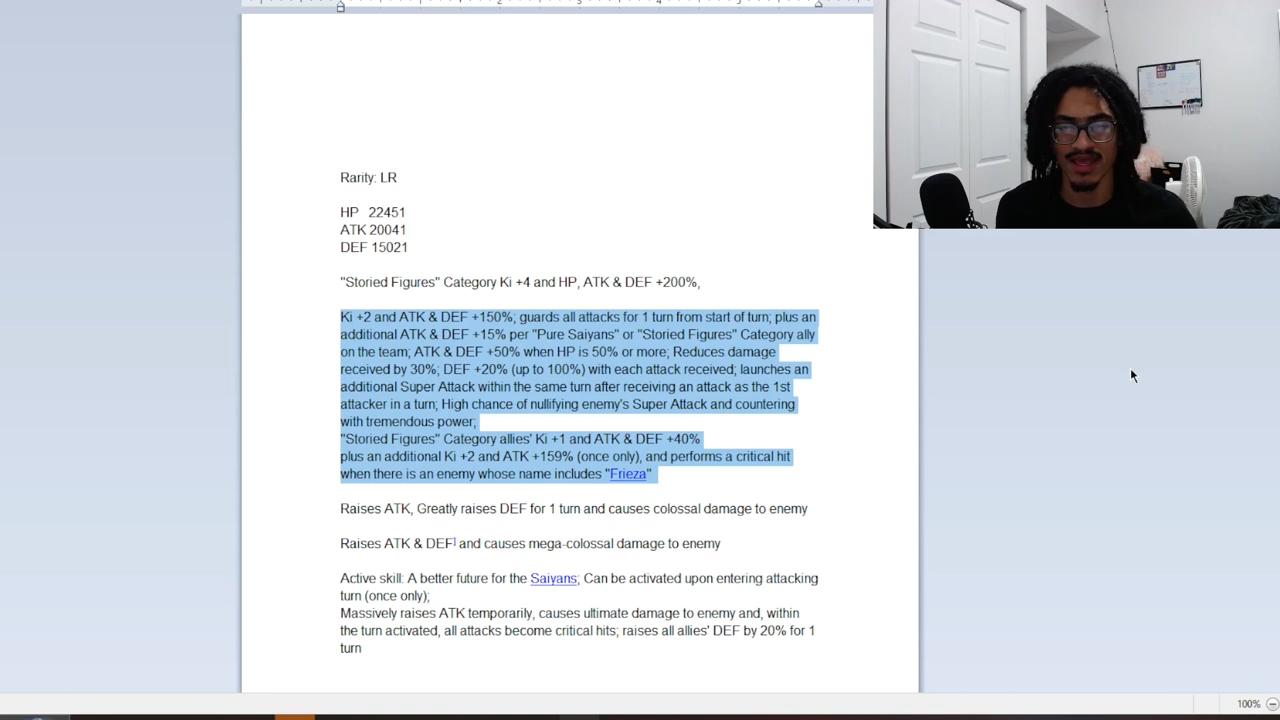 Rarity: LR
HP 22451
ATK 20041
DEF 15021
"Storied Figures" Category Ki +4 and HP, ATK & DEF +200%,
Ki +2 and ATK & DEF +150%; guards all attacks for 1 turn from start of turn; plus an
additional ATK & DEF +15% per "Pure Saiyans" or "Storied Figures" Category ally
on the team; ATK & DEF +50% when HP is 50% or more; Reduces damage
received by 30%; DEF +20% (up to 100%) with each attack received; launches an
additional Super Attack within the same turn after receiving an attack as the 1st
attacker in a turn; High chance of nullifying enemy's Super Attack and countering
with tremendous power;
"Storied Figures" Category allies' Ki +1 and ATK & DEF +40%
plus an additional Ki +2 and ATK +159% (once only), and performs a critical hit
when there is an enemy whose name includes "Frieza"
Raises ATK, Greatly raises DEF for 1 turn and causes colossal damage to enemy
Raises ATK & DEF and causes mega-colossal damage to enemy
Active skill: A better future for the Saiyans; Can be activated upon entering attacking
turn (once only);
Massively raises ATK temporarily, causes ultimate damage to enemy and, within
the turn activated, all attacks become critical hits; raises all allies' DEF by 20% for 1
turn
100%